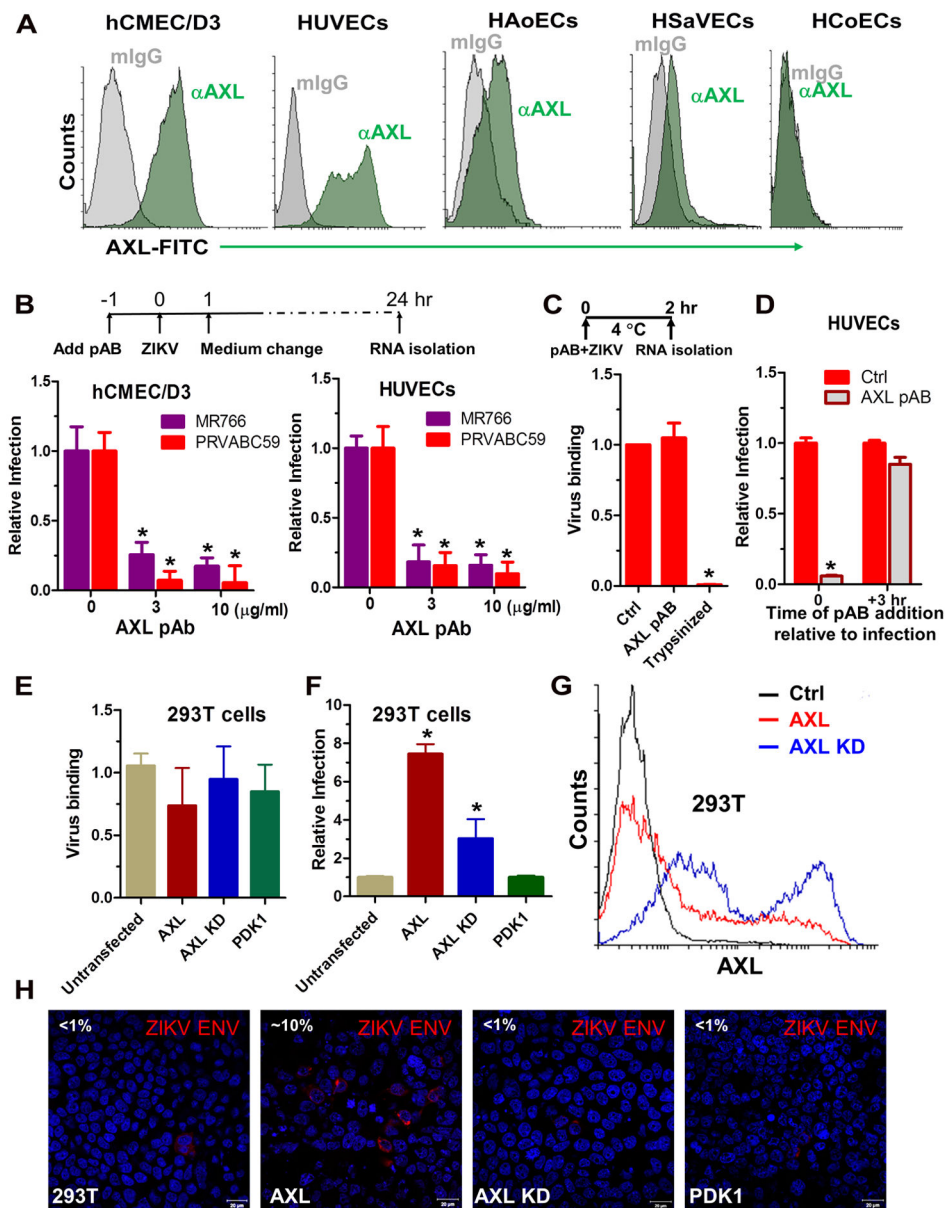 A
hCMEC/D3 HUVECs HAoECs HSaVECs HCoECs
mIgG αAXL
mIgG αAXL
mIgG αAXL
mIgG αAXL
mIgG αAXL
Counts
AXL-FITC
B
-1 0 1 24 hr
Add pAB ZIKV Medium change RNA isolation
hCMEC/D3
MR766
PRVABC59
Relative Infection
1.5
1.0
0.5
0.0
* * * *
0 3 10 (μg/ml)
AXL pAb
HUVECs
MR766
PRVABC59
Relative Infection
1.5
1.0
0.5
0.0
* * * *
0 3 10 (μg/ml)
AXL pAb
C
0 2 hr
4 °C
pAB+ZIKV RNA isolation
Virus binding
1.5
1.0
0.5
0.0
*
Ctrl
AXL pAB
Trypsinized
D
HUVECs
Ctrl
AXL pAB
Relative Infection
1.5
1.0
0.5
0.0
*
0 +3 hr
Time of pAB addition
relative to infection
E
293T cells
Virus binding
1.5
1.0
0.5
0.0
Untransfected
AXL
AXL KD
PDK1
F
293T cells
Relative Infection
10
8
6
4
2
0
* *
Untransfected
AXL
AXL KD
PDK1
G
Ctrl
AXL
AXL KD
293T
Counts
AXL
H
<1% ZIKV ENV
293T
20 μm
~10% ZIKV ENV
AXL
20 μm
<1% ZIKV ENV
AXL KD
20 μm
<1% ZIKV ENV
PDK1
20 μm